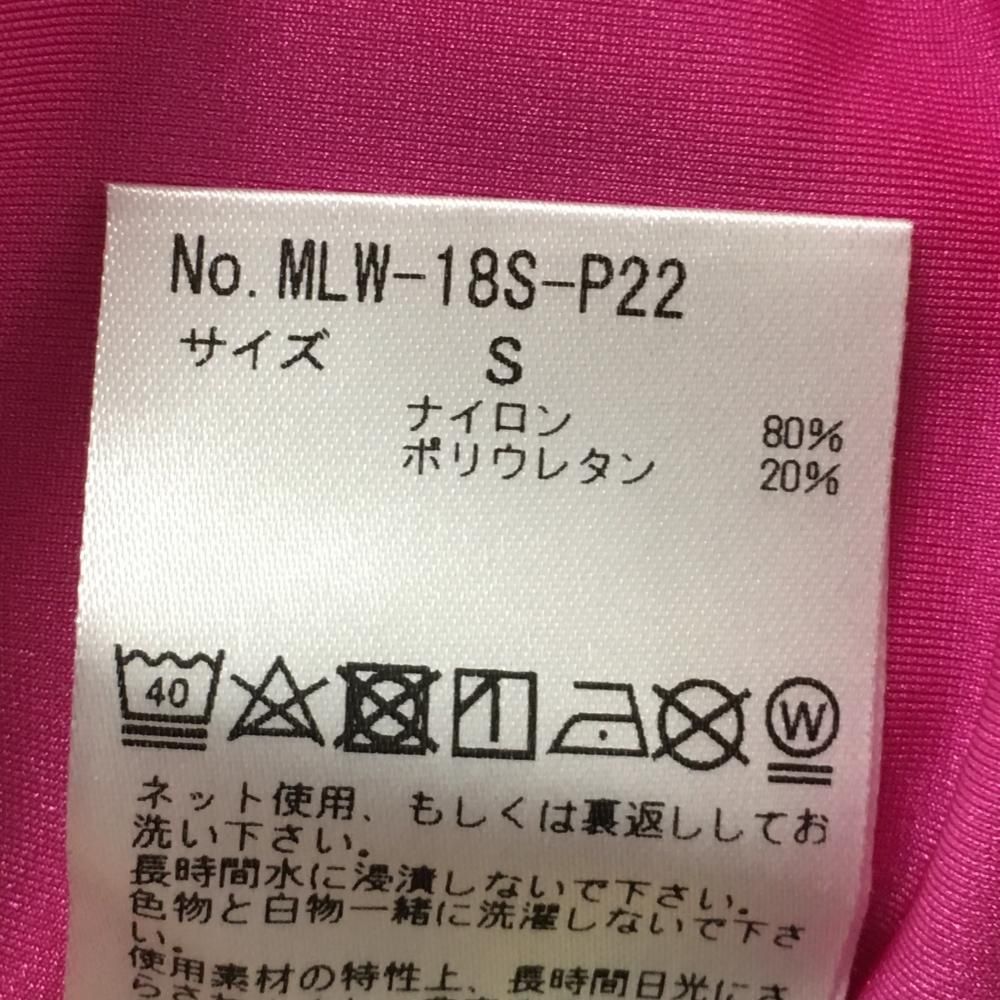 No. MLW-18S-P22
サイズ S
ナイロン 80%
ポリウレタン 20%
40
W
ネット使用、もしくは裏返ししてお
洗い下さい。
長時間水に浸漬しないで下さい。
色物と白物一緒に洗濯しないで下さ
い。
使用素材の特性上、長時間日光にさ